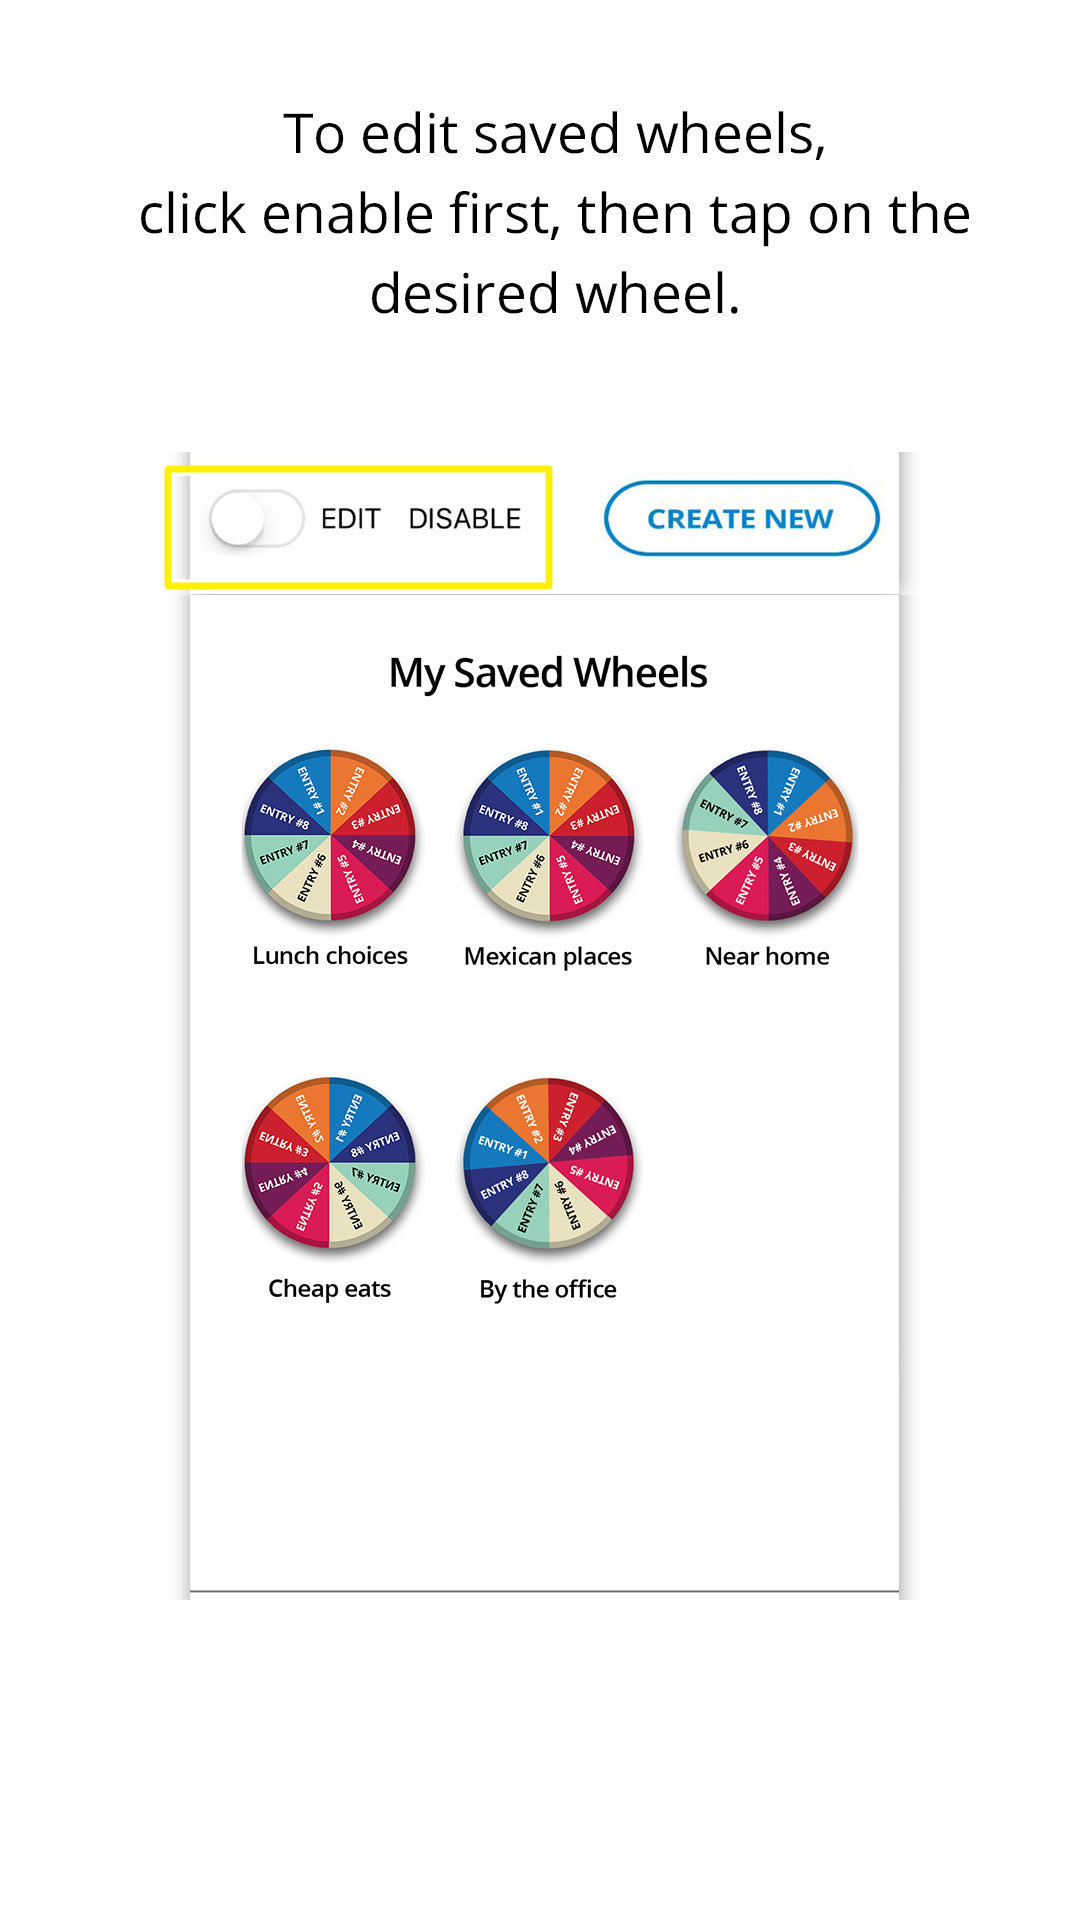 To edit saved wheels,
click enable first, then tap on the
desired wheel.
EDIT DISABLE
CREATE NEW
My Saved Wheels
ENTRY #1
ENTRY #2
ENTRY #3
ENTRY #4
ENTRY #5
ENTRY #6
ENTRY #7
ENTRY #8
Lunch choices
ENTRY #1
ENTRY #2
ENTRY #3
ENTRY #4
ENTRY #5
ENTRY #6
ENTRY #7
ENTRY #8
Mexican places
ENTRY #1
ENTRY #2
ENTRY #3
ENTRY #4
ENTRY #5
ENTRY #6
ENTRY #7
ENTRY #8
Near home
ENTRY #1
ENTRY #2
ENTRY #3
ENTRY #4
ENTRY #5
ENTRY #6
ENTRY #7
ENTRY #8
Cheap eats
ENTRY #1
ENTRY #2
ENTRY #3
ENTRY #4
ENTRY #5
ENTRY #6
ENTRY #7
ENTRY #8
By the office